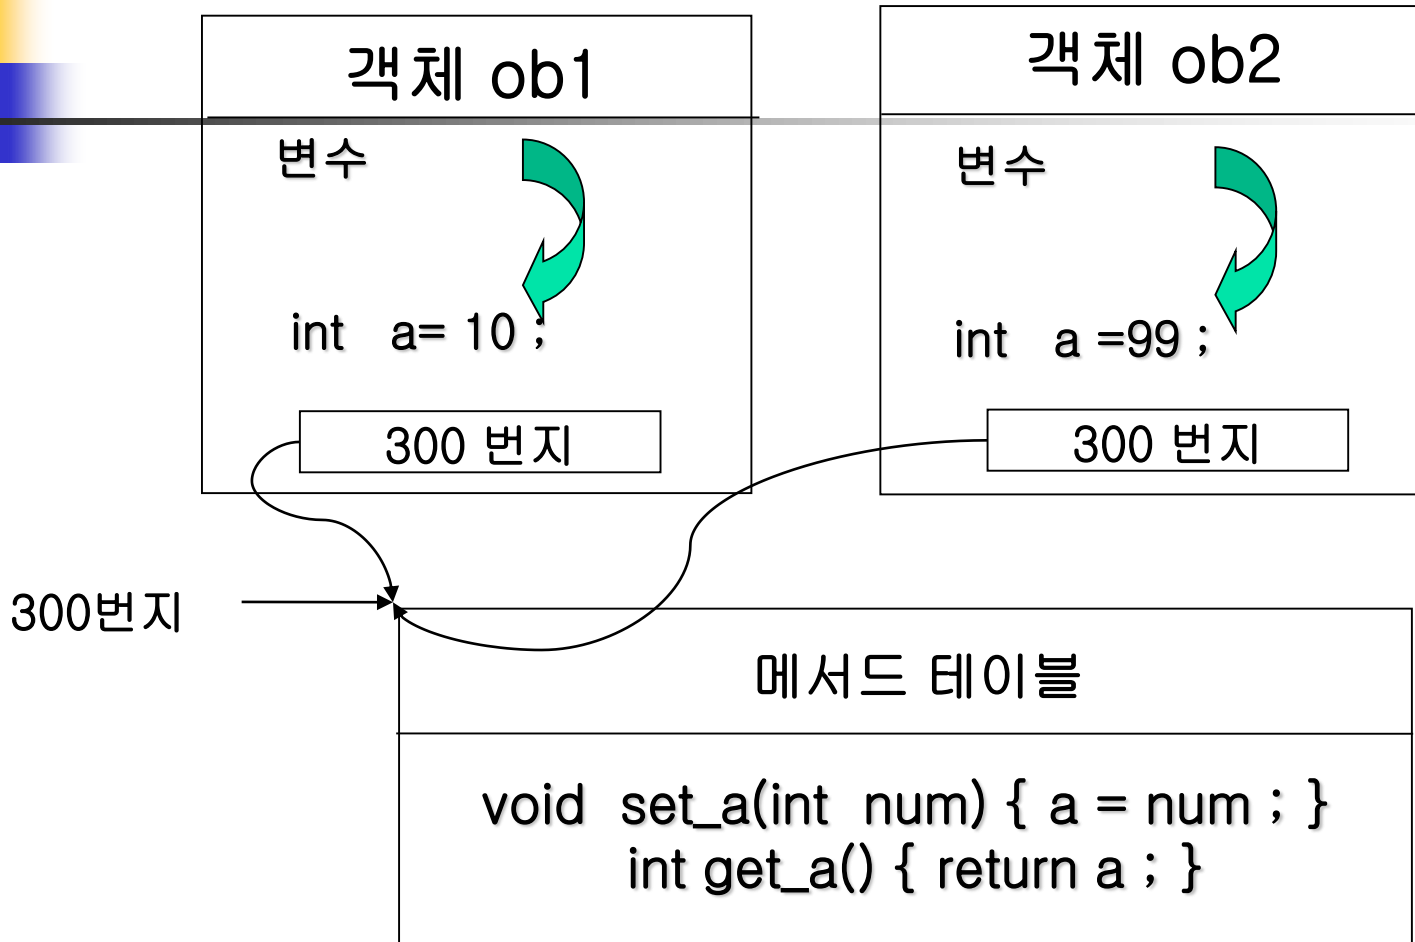 객체 ob1
변수
int a= 10 ;
300 번지
객체 ob2
변수
int a =99 ;
300 번지
300번지
메서드 테이블
void set_a(int num) { a = num ; }
int get_a() { return a ; }